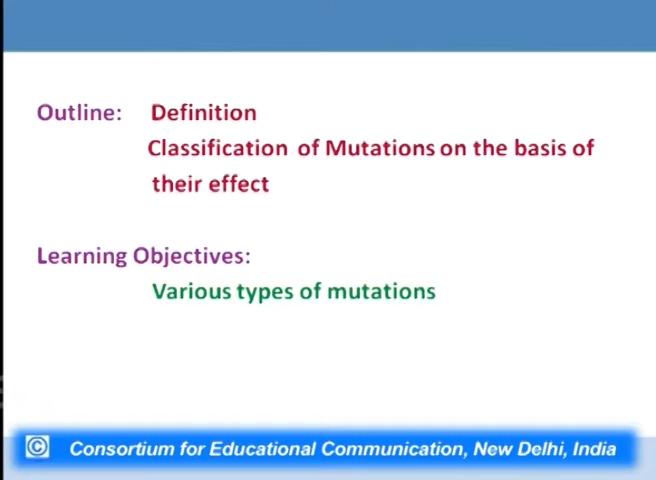 Outline: Definition
Classification of Mutations on the basis of
their effect
Learning Objectives:
Various types of mutations
© Consortium for Educational Communication, New Delhi, India